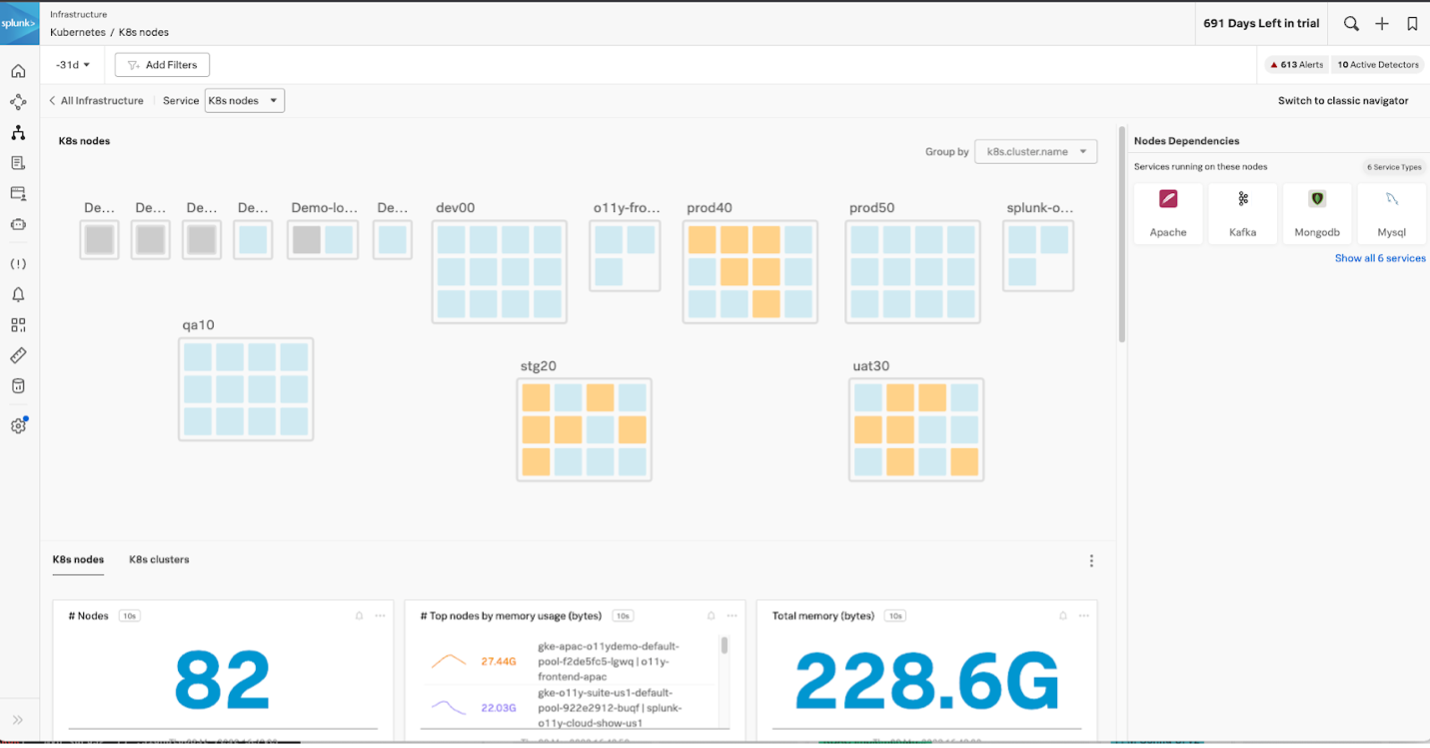 splunk>
Infrastructure
Kubernetes / K8s nodes
691 Days Left in trial
-31d
Add Filters
613 Alerts
10 Active Detectors
All Infrastructure
Service
K8s nodes
Switch to classic navigator
K8s nodes
Group by
k8s.cluster.name
De...
De...
De...
De...
Demo-lo...
De...
dev00
o11y-fro...
prod40
prod50
splunk-o...
qa10
stg20
uat30
Nodes Dependencies
Services running on these nodes
6 Service Types
Apache
Kafka
Mongodb
Mysql
Show all 6 services
K8s nodes
K8s clusters
# Nodes
10s
82
# Top nodes by memory usage (bytes)
10s
27.44G
gke-apac-o11ydemo-default-
pool-f2de5fc5-lgwq | o11y-
frontend-apac
22.03G
gke-o11y-suite-us1-default-
pool-922e2912-buqf | splunk-
o11y-cloud-show-us1
Total memory (bytes)
10s
228.6G